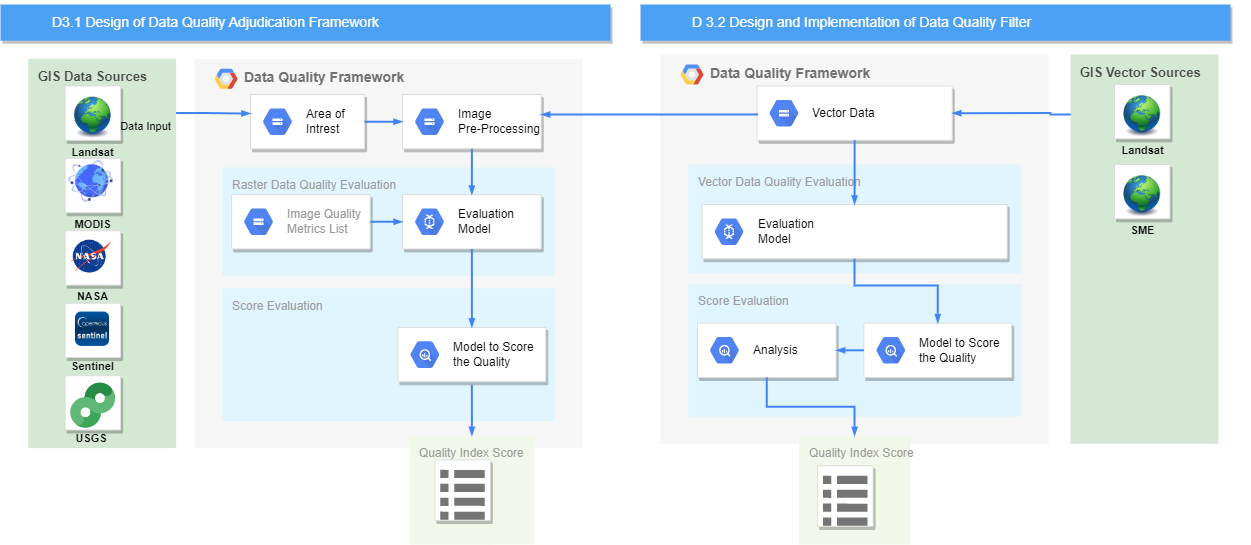 D3.1 Design of Data Quality Adjudication Framework
GIS Data Sources
Landsat
MODIS
NASA
NASA
Copernicus
sentinel
Sentinel
USGS
Data Input
Data Quality Framework
Area of
Intrest
Image
Pre-Processing
Raster Data Quality Evaluation
Image Quality
Metrics List
Evaluation
Model
Score Evaluation
Model to Score
the Quality
Quality Index Score
D 3.2 Design and Implementation of Data Quality Filter
Data Quality Framework
Vector Data
Vector Data Quality Evaluation
Evaluation
Model
Score Evaluation
Analysis
Model to Score
the Quality
Quality Index Score
GIS Vector Sources
Landsat
SME